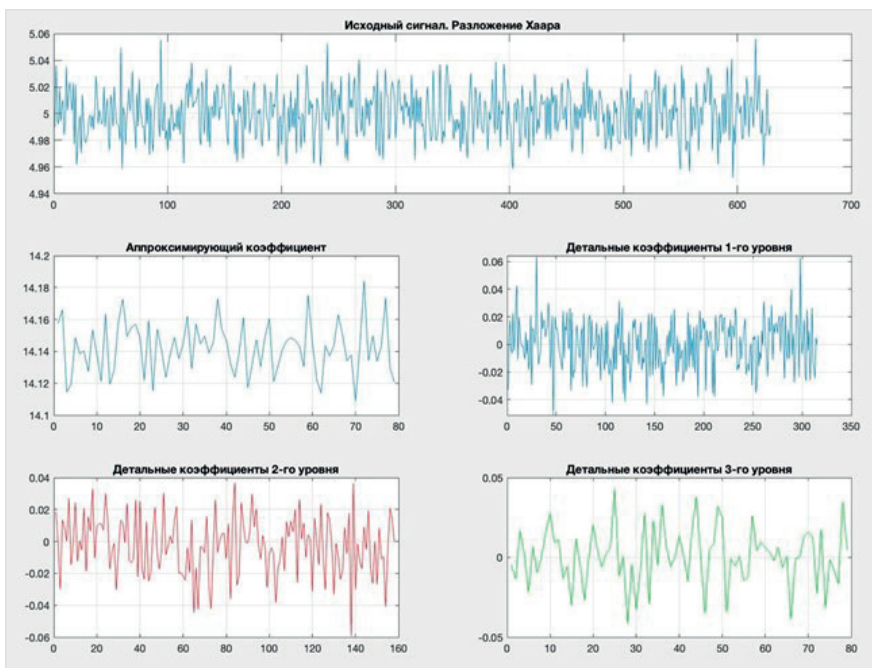 Исходный сигнал. Разложение Хаара
5.06
5.04
5.02
5
4.98
4.96
4.94
0 100 200 300 400 500 600 700
Аппроксимирующий коэффициент
14.2
14.18
14.16
14.14
14.12
14.1
0 10 20 30 40 50 60 70 80
Детальные коэффициенты 1-го уровня
0.06
0.04
0.02
0
-0.02
-0.04
0 50 100 150 200 250 300 350
Детальные коэффициенты 2-го уровня
0.04
0.02
0
-0.02
-0.04
-0.06
0 20 40 60 80 100 120 140 160
Детальные коэффициенты 3-го уровня
0.05
0
-0.05
0 10 20 30 40 50 60 70 80